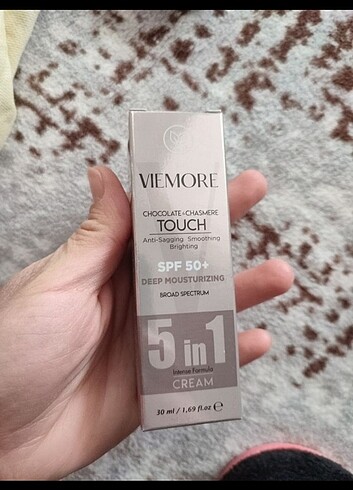 VIEMORE
CHOCOLATE & CHASMERE
TOUCH
Anti-Sagging Smoothing
Brighting
SPF 50+
DEEP MOUSTURIZING
BROAD SPECTRUM
5 in 1
Intense Formula
CREAM
30 ml / 1,69 fl.oz ℮